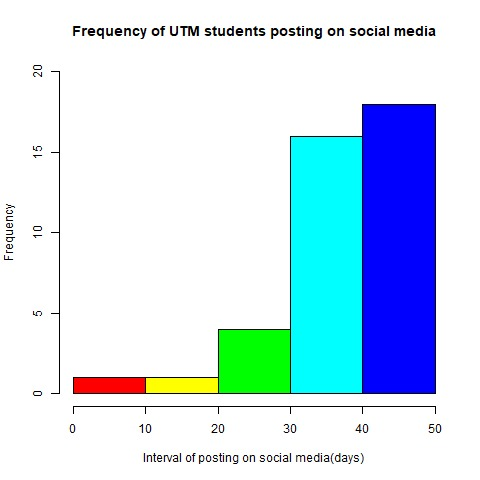 Frequency of UTM students posting on social media
Frequency
20
15
10
5
0
0 10 20 30 40 50
Interval of posting on social media(days)